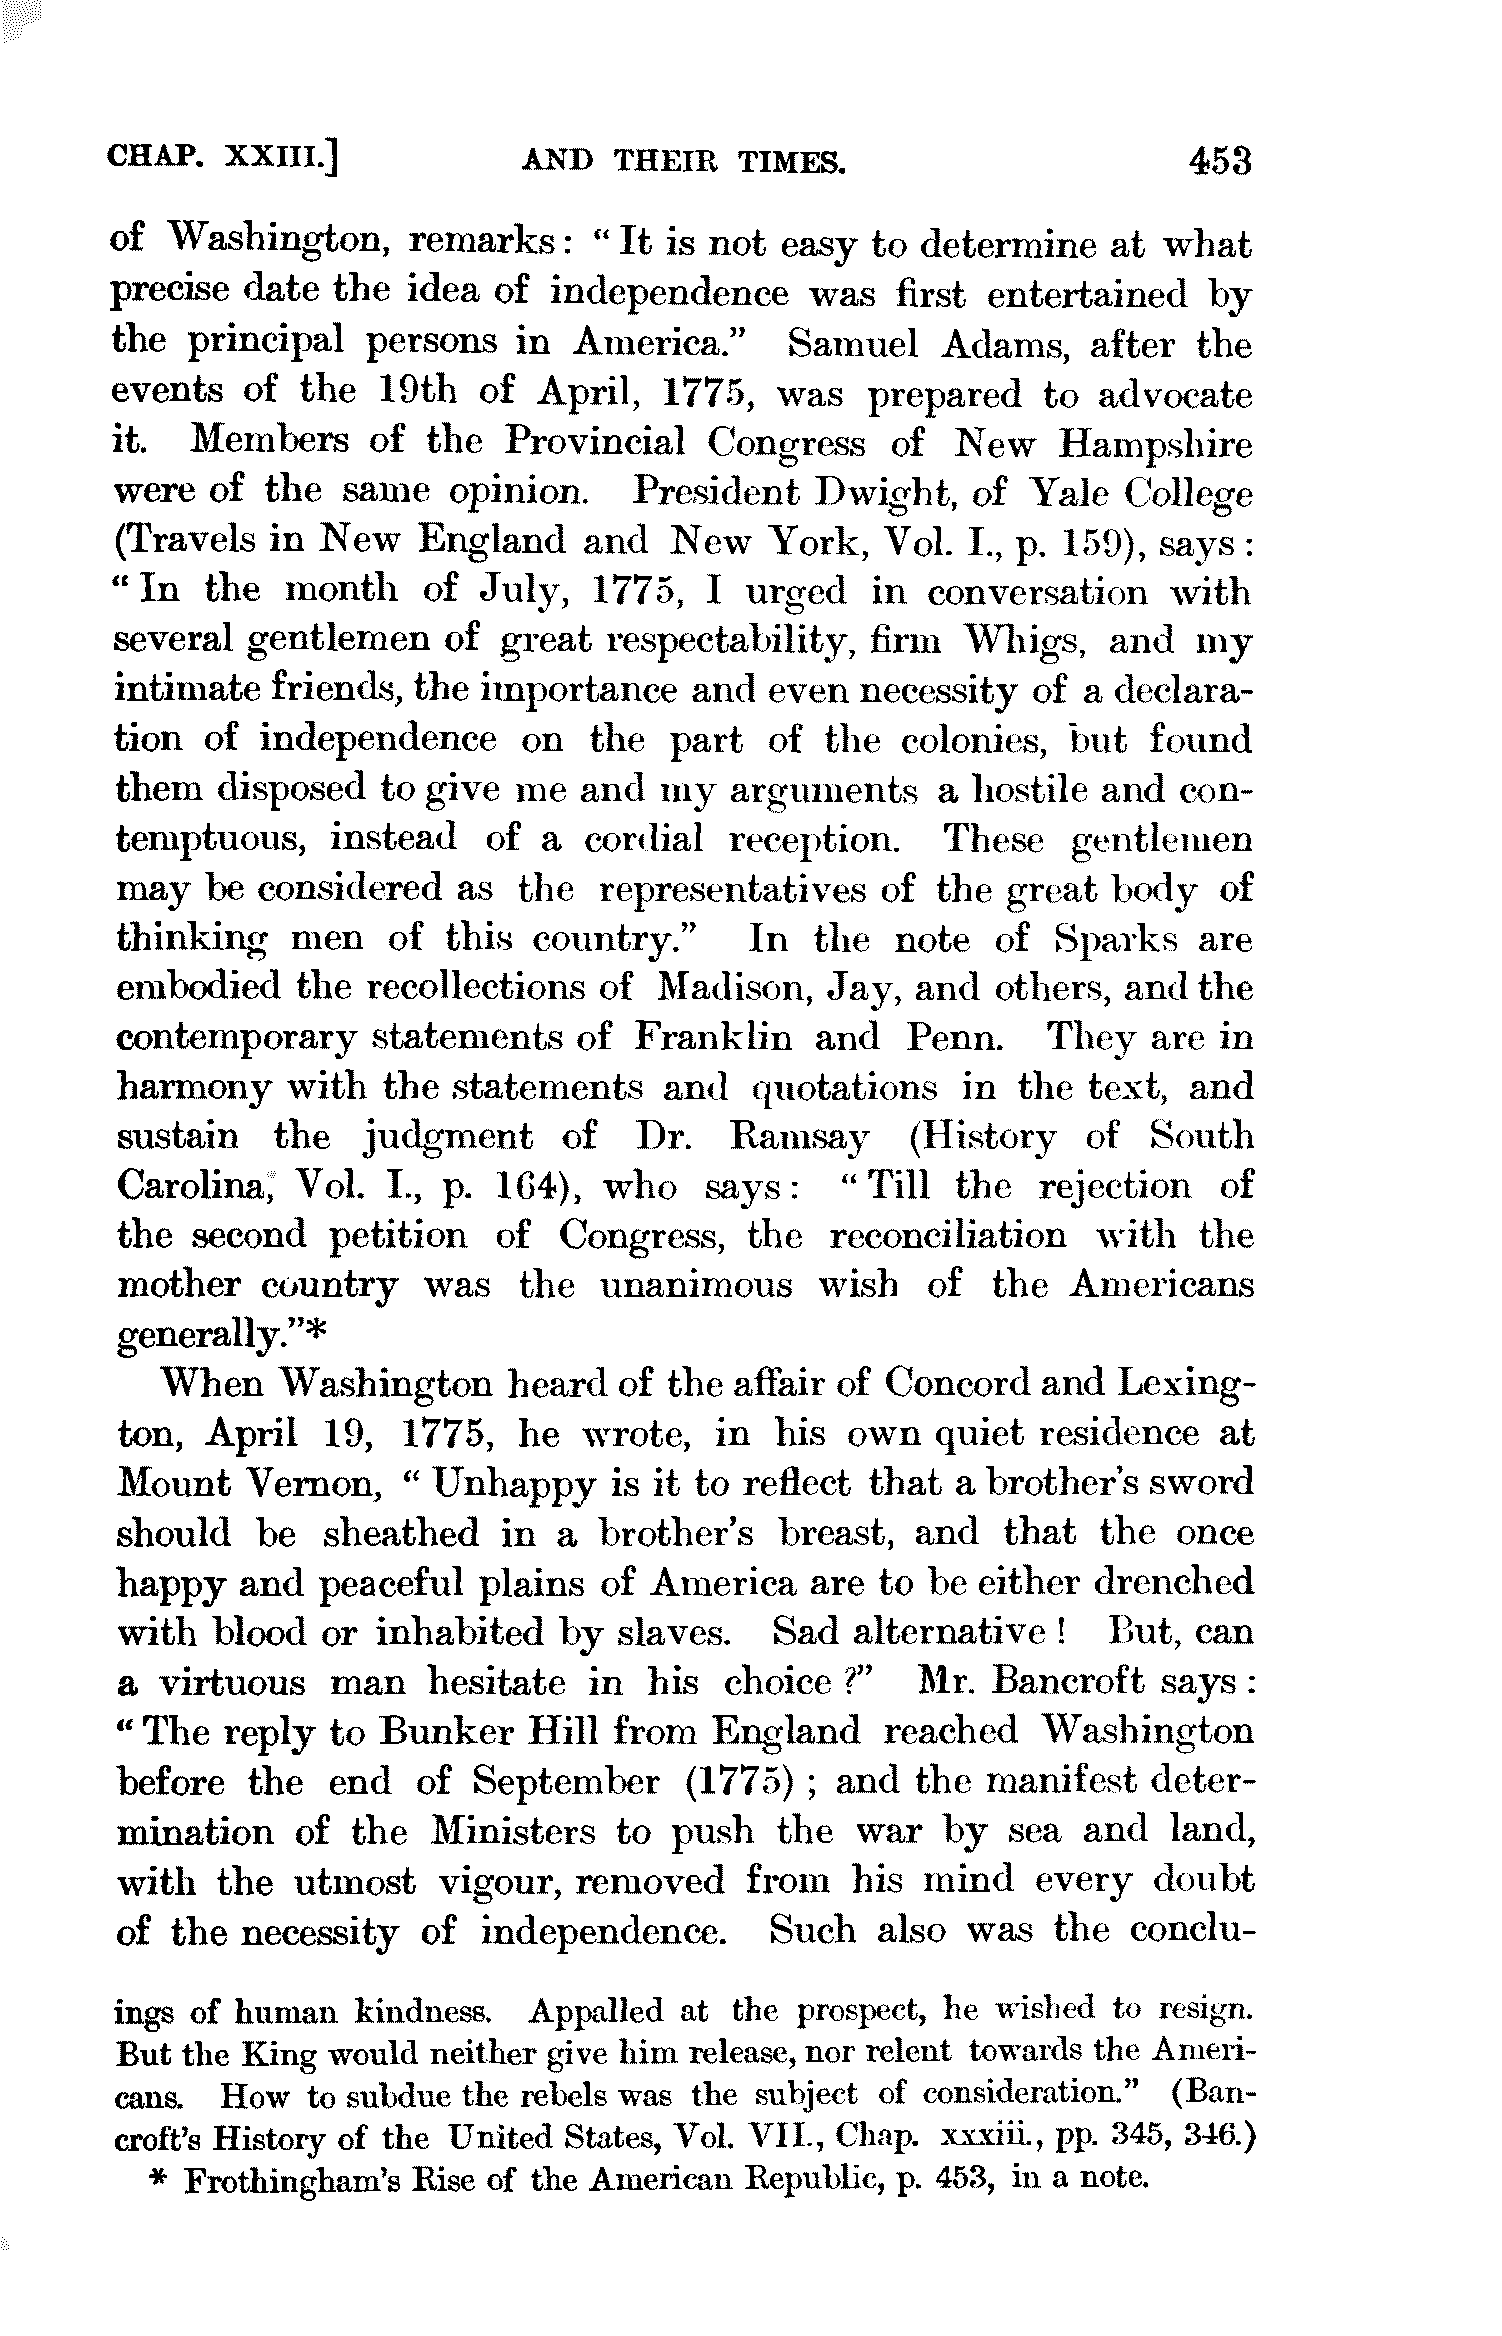 CHAP. XXIII.] AND THEIR TIMES. 453
of Washington, remarks: “It is not easy to determine at what
precise date the idea of independence was first entertained by
the principal persons in America.” Samuel Adams, after the
events of the 19th of April, 1775, was prepared to advocate
it. Members of the Provincial Congress of New Hampshire
were of the same opinion. President Dwight, of Yale College
(Travels in New England and New York, Vol. I., p. 159), says:
“In the month of July, 1775, I urged in conversation with
several gentlemen of great respectability, firm Whigs, and my
intimate friends, the importance and even necessity of a declara-
tion of independence on the part of the colonies, but found
them disposed to give me and my arguments a hostile and con-
temptuous, instead of a cordial reception. These gentlemen
may be considered as the representatives of the great body of
thinking men of this country.” In the note of Sparks are
embodied the recollections of Madison, Jay, and others, and the
contemporary statements of Franklin and Penn. They are in
harmony with the statements and quotations in the text, and
sustain the judgment of Dr. Ramsay (History of South
Carolina, Vol. I., p. 164), who says: “Till the rejection of
the second petition of Congress, the reconciliation with the
mother country was the unanimous wish of the Americans
generally.”*
When Washington heard of the affair of Concord and Lexing-
ton, April 19, 1775, he wrote, in his own quiet residence at
Mount Vernon, “Unhappy is it to reflect that a brother’s sword
should be sheathed in a brother’s breast, and that the once
happy and peaceful plains of America are to be either drenched
with blood or inhabited by slaves. Sad alternative! But, can
a virtuous man hesitate in his choice?” Mr. Bancroft says:
“The reply to Bunker Hill from England reached Washington
before the end of September (1775); and the manifest deter-
mination of the Ministers to push the war by sea and land,
with the utmost vigour, removed from his mind every doubt
of the necessity of independence. Such also was the conclu-
ings of human kindness. Appalled at the prospect, he wished to resign.
But the King would neither give him release, nor relent towards the Ameri-
cans. How to subdue the rebels was the subject of consideration.” (Ban-
croft’s History of the United States, Vol. VII., Chap. xxxiii., pp. 345, 346.)
* Frothingham’s Rise of the American Republic, p. 453, in a note.